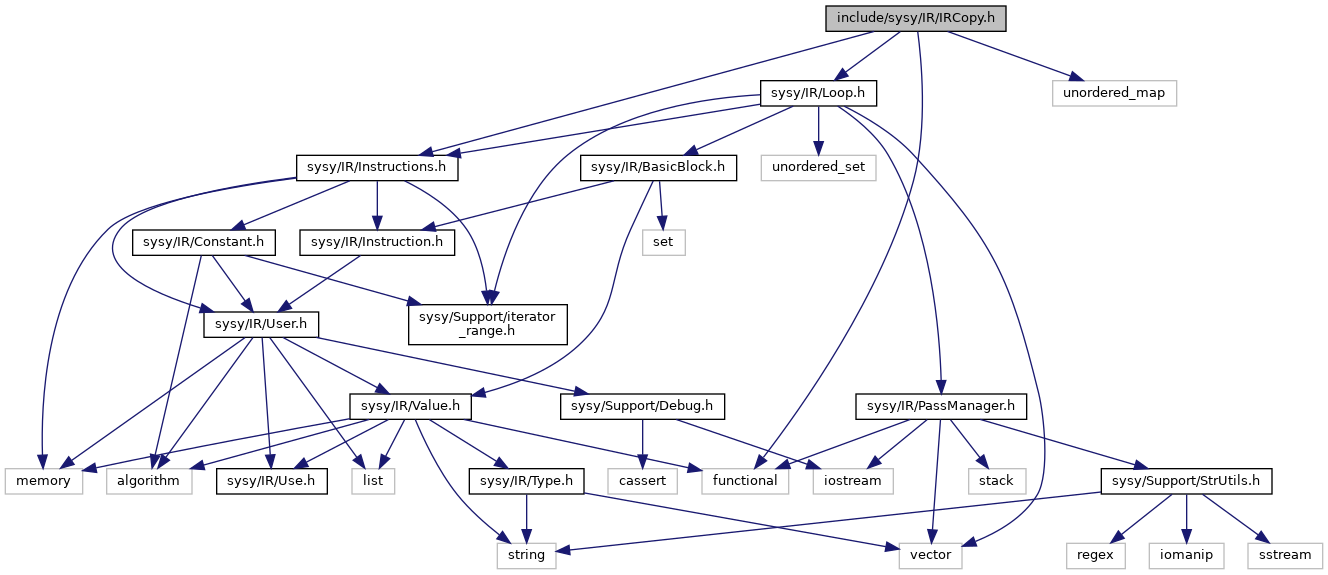 include/sysy/IR/IRCopy.h
sysy/IR/Loop.h
unordered_map
sysy/IR/Instructions.h
sysy/IR/BasicBlock.h
unordered_set
sysy/IR/Constant.h
sysy/IR/Instruction.h
set
sysy/IR/User.h
sysy/Support/iterator
_range.h
sysy/IR/Value.h
sysy/Support/Debug.h
sysy/IR/PassManager.h
memory
algorithm
sysy/IR/Use.h
list
sysy/IR/Type.h
cassert
functional
iostream
stack
sysy/Support/StrUtils.h
string
vector
regex
iomanip
sstream